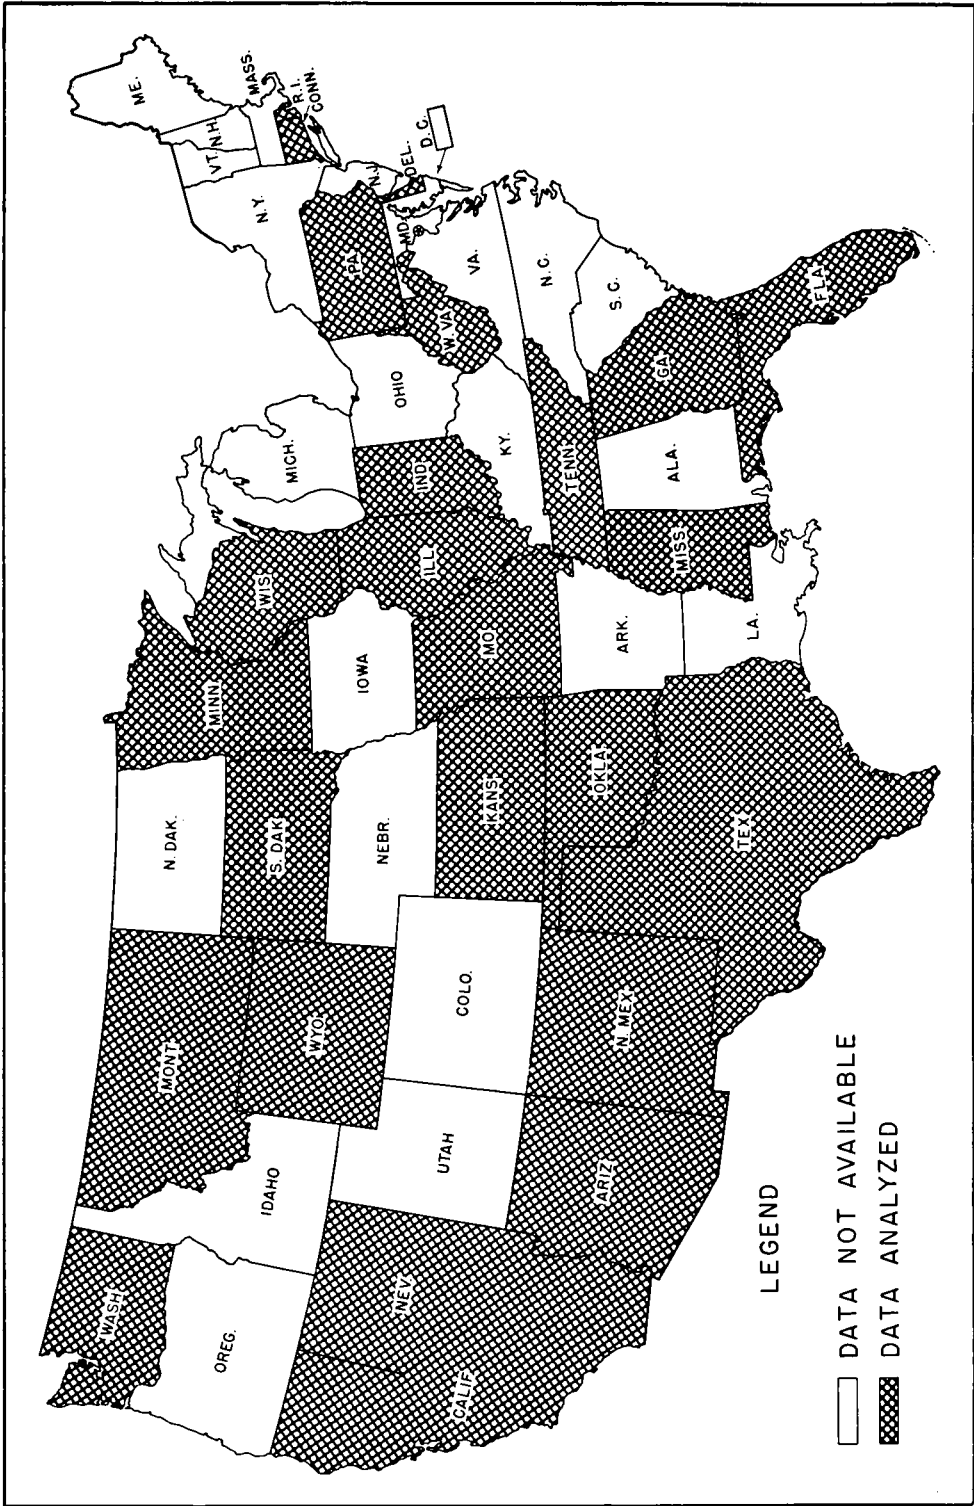 WASH.
OREG.
CALIF.
NEV.
IDAHO
MONT.
WYO.
UTAH
ARIZ.
COLO.
N. MEX.
N. DAK.
S. DAK.
NEBR.
KANS.
OKLA.
TEX.
MINN.
IOWA
MO.
ARK.
LA.
WIS.
ILL.
MISS.
MICH.
IND.
OHIO
KY.
TENN.
ALA.
GA.
FLA.
S. C.
N. C.
VA.
W. VA.
PA.
N.Y.
VT.
N.H.
ME.
MASS.
R. I.
CONN.
N.J.
DEL.
MD.
D. C.
LEGEND
DATA NOT AVAILABLE
DATA ANALYZED